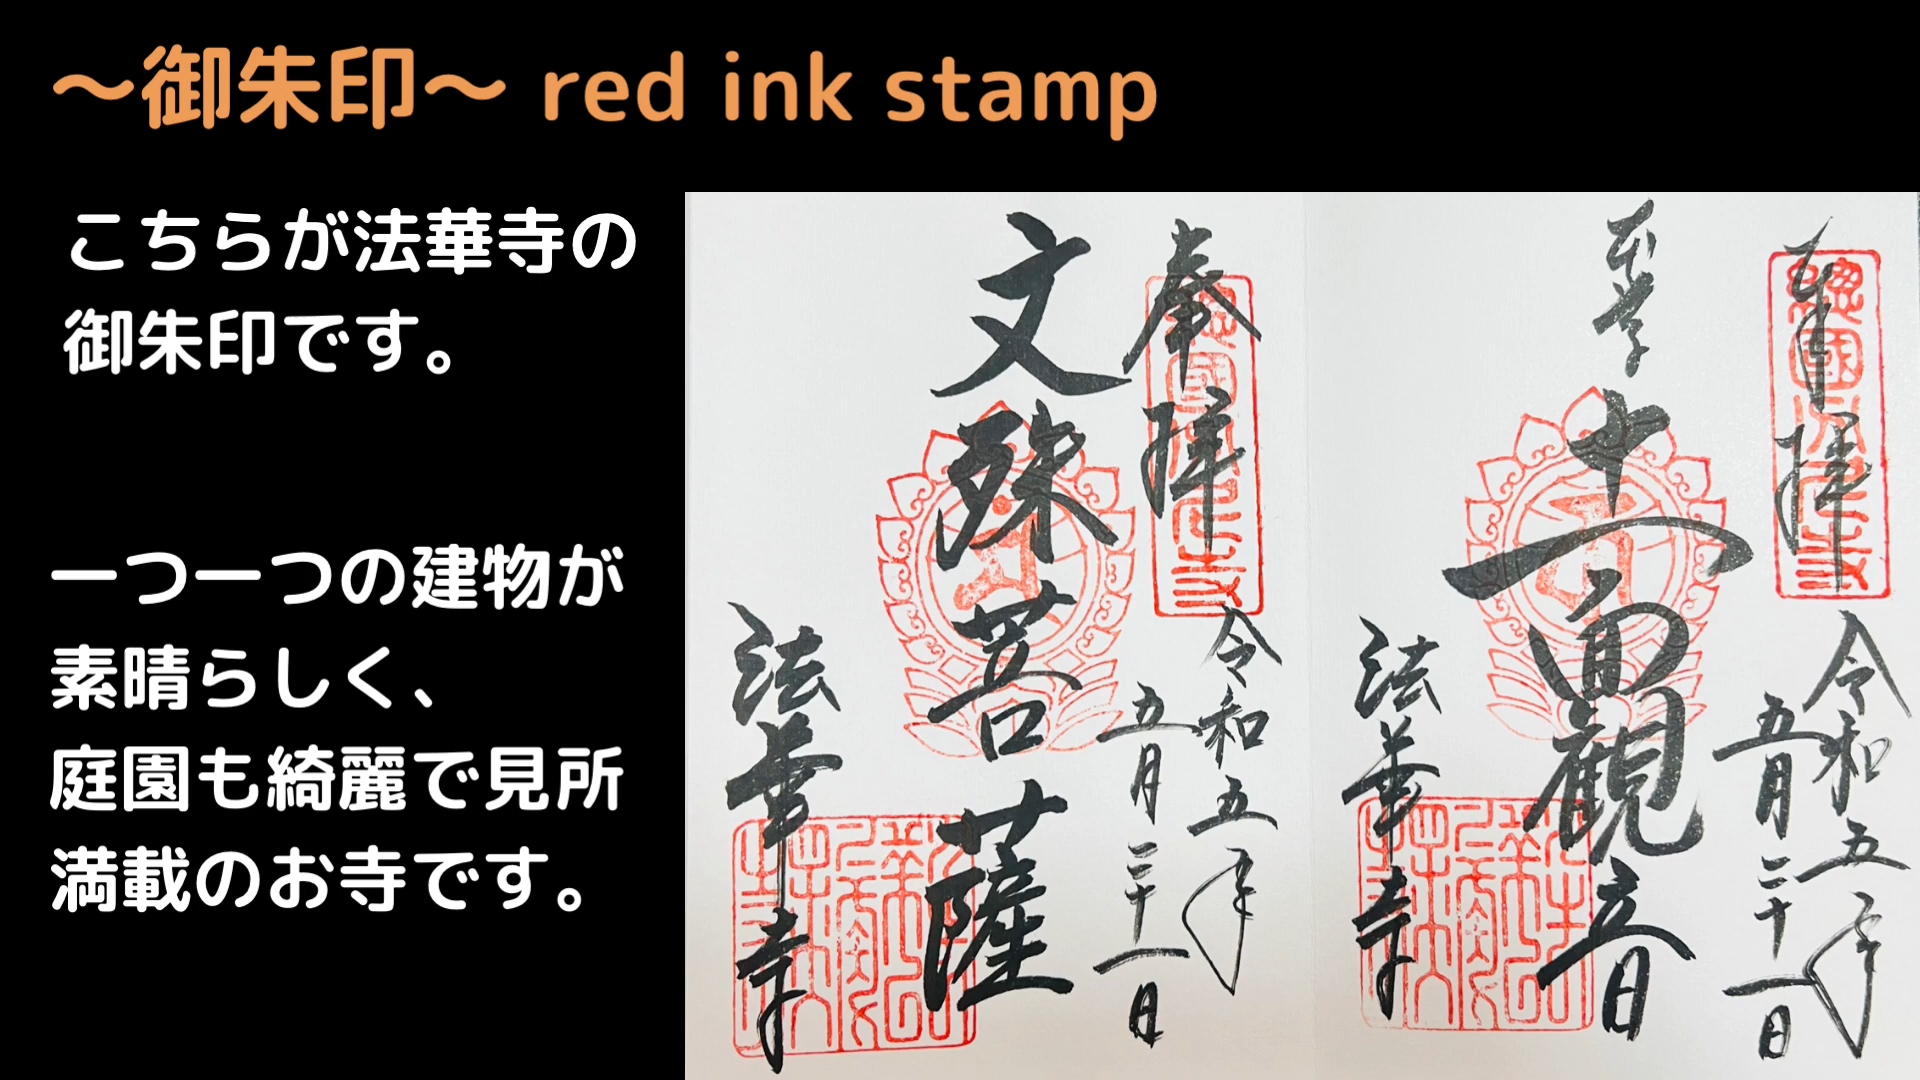 ～御朱印～ red ink stamp
こちらが法華寺の
御朱印です。
一つ一つの建物が
素晴らしく、
庭園も綺麗で見所
満載のお寺です。
奉拝
令和五年
五月二十一日
文殊菩薩
法華寺
奉拝
令和五年
五月二十一日
本尊
十一面観音
法華寺